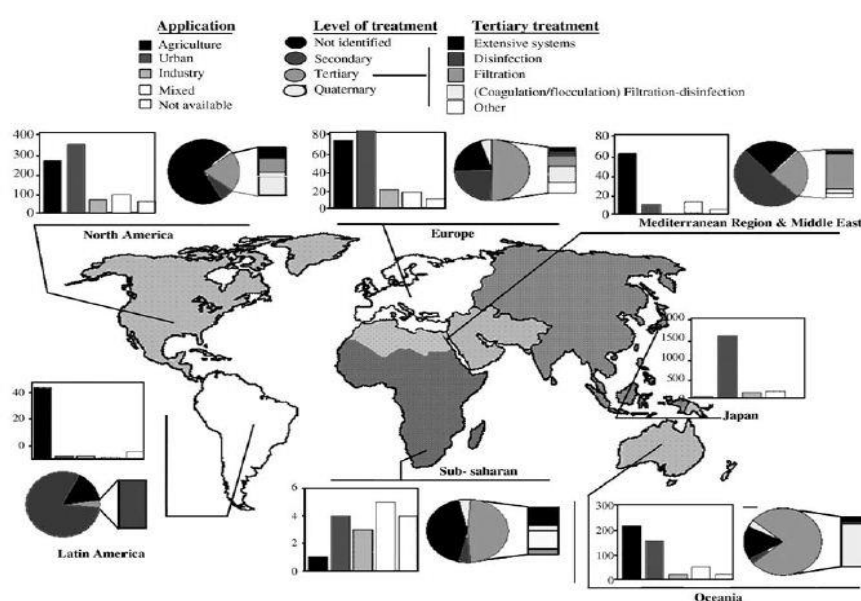 Application
Agriculture
Urban
Industry
Mixed
Not available
Level of treatment
Not identified
Secondary
Tertiary
Quaternary
Tertiary treatment
Extensive systems
Disinfection
Filtration
(Coagulation/flocculation) Filtration-disinfection
Other
400
300
200
100
0
North America
80
60
40
20
0
Europe
80
60
40
20
0
Mediterranean Region & Middle East
1500
1000
500
0
Japan
40
20
0
Latin America
Sub- saharan
6
4
2
0
300
200
100
0
Oceania